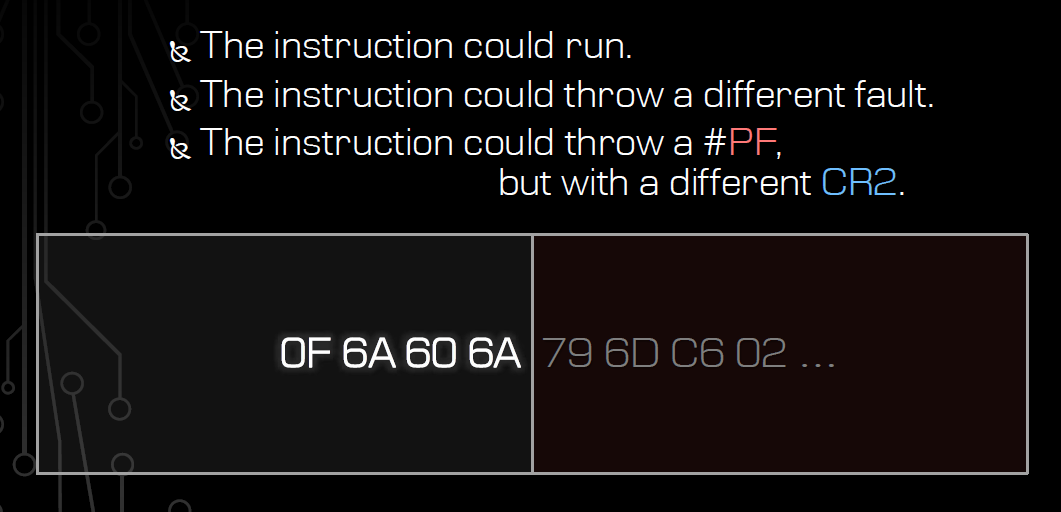 The instruction could run.
The instruction could throw a different fault.
The instruction could throw a #PF,
but with a different CR2.
0F 6A 60 6A 79 6D C6 02 ...